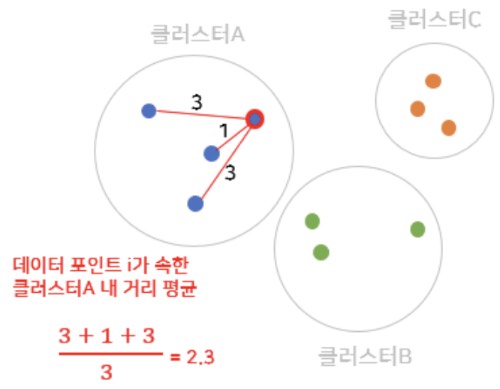 클러스터A
클러스터C
3
1
3
클러스터B
데이터 포인트 i가 속한
클러스터A 내 거리 평균
3 + 1 + 3
3
= 2.3